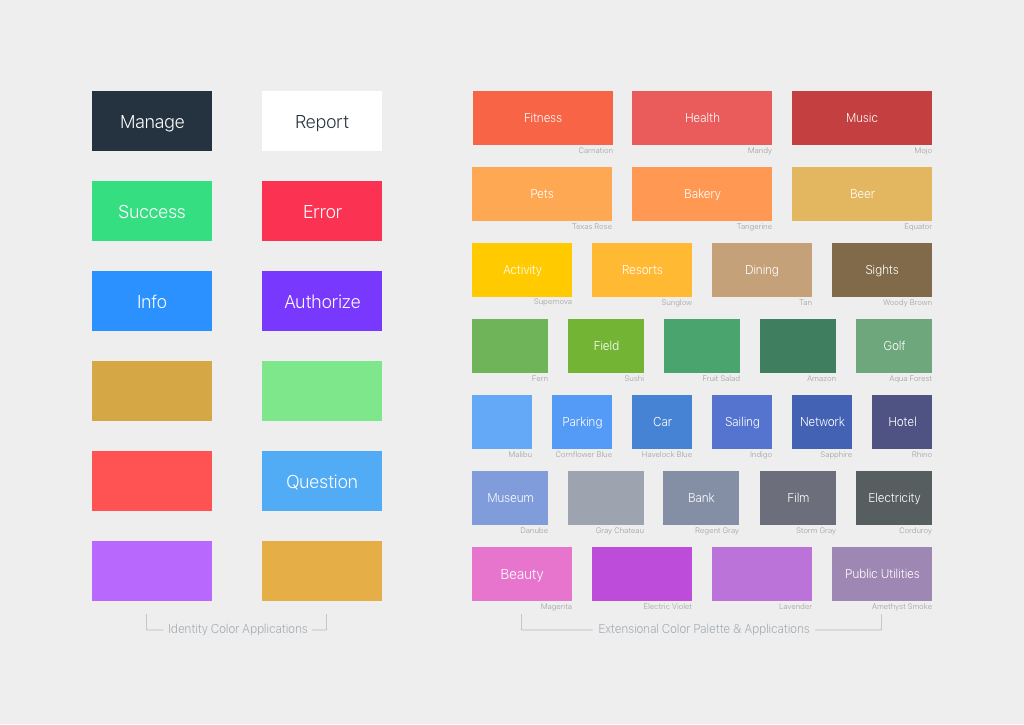 Manage
Report
Success
Error
Info
Authorize
Question
Identity Color Applications
Fitness
Health
Music
Carnation
Mandy
Mojo
Pets
Bakery
Beer
Texas Rose
Tangerine
Equator
Activity
Resorts
Dining
Sights
Supernova
Sunglow
Tan
Woody Brown
Field
Golf
Fern
Sushi
Fruit Salad
Amazon
Aqua Forest
Parking
Car
Sailing
Network
Hotel
Malibu
Cornflower Blue
Havelock Blue
Indigo
Sapphire
Rhino
Museum
Bank
Film
Electricity
Danube
Gray Chateau
Regent Gray
Storm Gray
Corduroy
Beauty
Public Utilities
Magenta
Electric Violet
Lavender
Amethyst Smoke
Extensional Color Palette & Applications